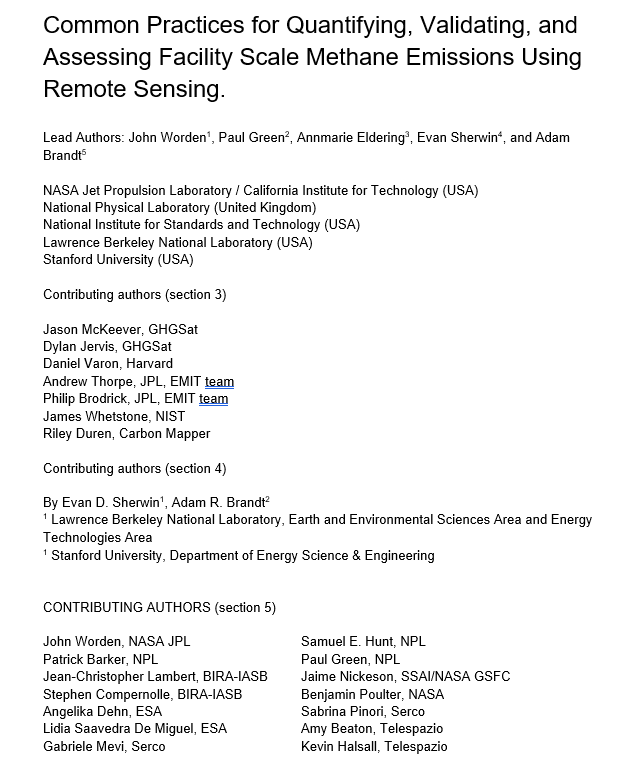 Common Practices for Quantifying, Validating, and
Assessing Facility Scale Methane Emissions Using
Remote Sensing.
Lead Authors: John Worden¹, Paul Green², Annmarie Eldering³, Evan Sherwin⁴, and Adam
Brandt⁵
NASA Jet Propulsion Laboratory / California Institute for Technology (USA)
National Physical Laboratory (United Kingdom)
National Institute for Standards and Technology (USA)
Lawrence Berkeley National Laboratory (USA)
Stanford University (USA)
Contributing authors (section 3)
Jason McKeever, GHGSat
Dylan Jervis, GHGSat
Daniel Varon, Harvard
Andrew Thorpe, JPL, EMIT team
Philip Brodrick, JPL, EMIT team
James Whetstone, NIST
Riley Duren, Carbon Mapper
Contributing authors (section 4)
By Evan D. Sherwin¹, Adam R. Brandt²
¹ Lawrence Berkeley National Laboratory, Earth and Environmental Sciences Area and Energy
Technologies Area
¹ Stanford University, Department of Energy Science & Engineering
CONTRIBUTING AUTHORS (section 5)
John Worden, NASA JPL
Patrick Barker, NPL
Jean-Christopher Lambert, BIRA-IASB
Stephen Compernolle, BIRA-IASB
Angelika Dehn, ESA
Lidia Saavedra De Miguel, ESA
Gabriele Mevi, Serco
Samuel E. Hunt, NPL
Paul Green, NPL
Jaime Nickeson, SSAI/NASA GSFC
Benjamin Poulter, NASA
Sabrina Pinori, Serco
Amy Beaton, Telespazio
Kevin Halsall, Telespazio